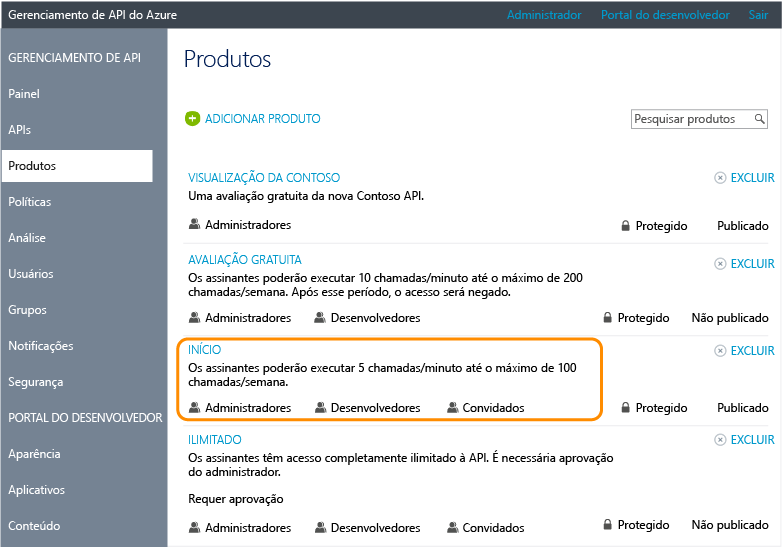 Gerenciamento de API do Azure Administrador Portal do desenvolvedor Sair
GERENCIAMENTO DE API
Painel
APIs
Produtos
Políticas
Análise
Usuários
Grupos
Notificações
Segurança
PORTAL DO DESENVOLVEDOR
Aparência
Aplicativos
Conteúdo
Produtos
ADICIONAR PRODUTO Pesquisar produtos
VISUALIZAÇÃO DA CONTOSO EXCLUIR
Uma avaliação gratuita da nova Contoso API.
Administradores Protegido Publicado
AVALIAÇÃO GRATUITA EXCLUIR
Os assinantes poderão executar 10 chamadas/minuto até o máximo de 200
chamadas/semana. Após esse período, o acesso será negado.
Administradores Desenvolvedores Protegido Não publicado
INÍCIO EXCLUIR
Os assinantes poderão executar 5 chamadas/minuto até o máximo de 100
chamadas/semana.
Administradores Desenvolvedores Convidados Protegido Publicado
ILIMITADO EXCLUIR
Os assinantes têm acesso completamente ilimitado à API. É necessária aprovação
do administrador.
Requer aprovação
Administradores Desenvolvedores Convidados Protegido Não publicado